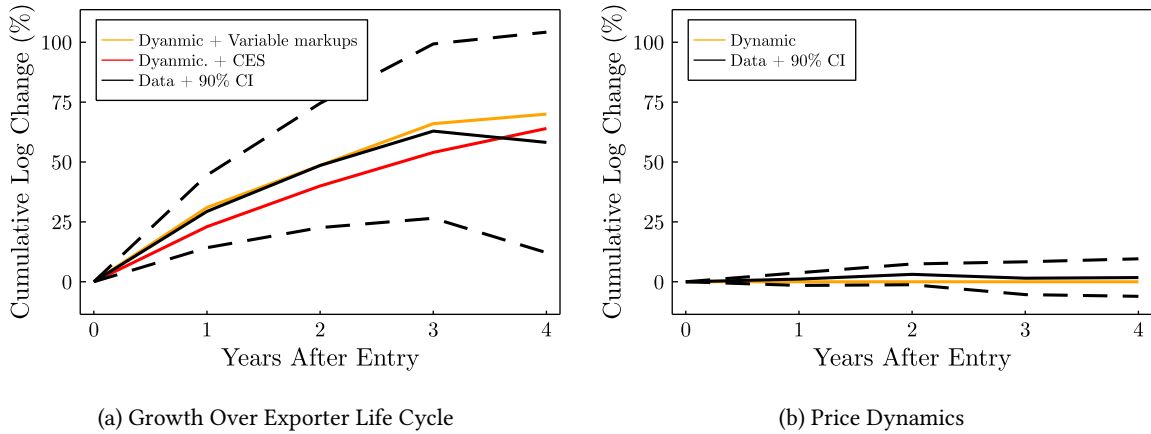 Cumulative Log Change (%)
100
75
50
25
0
Dyanmic + Variable markups
Dyanmic. + CES
Data + 90% CI
0 1 2 3 4
Years After Entry
(a) Growth Over Exporter Life Cycle
Cumulative Log Change (%)
100
75
50
25
0
Dynamic
Data + 90% CI
0 1 2 3 4
Years After Entry
(b) Price Dynamics